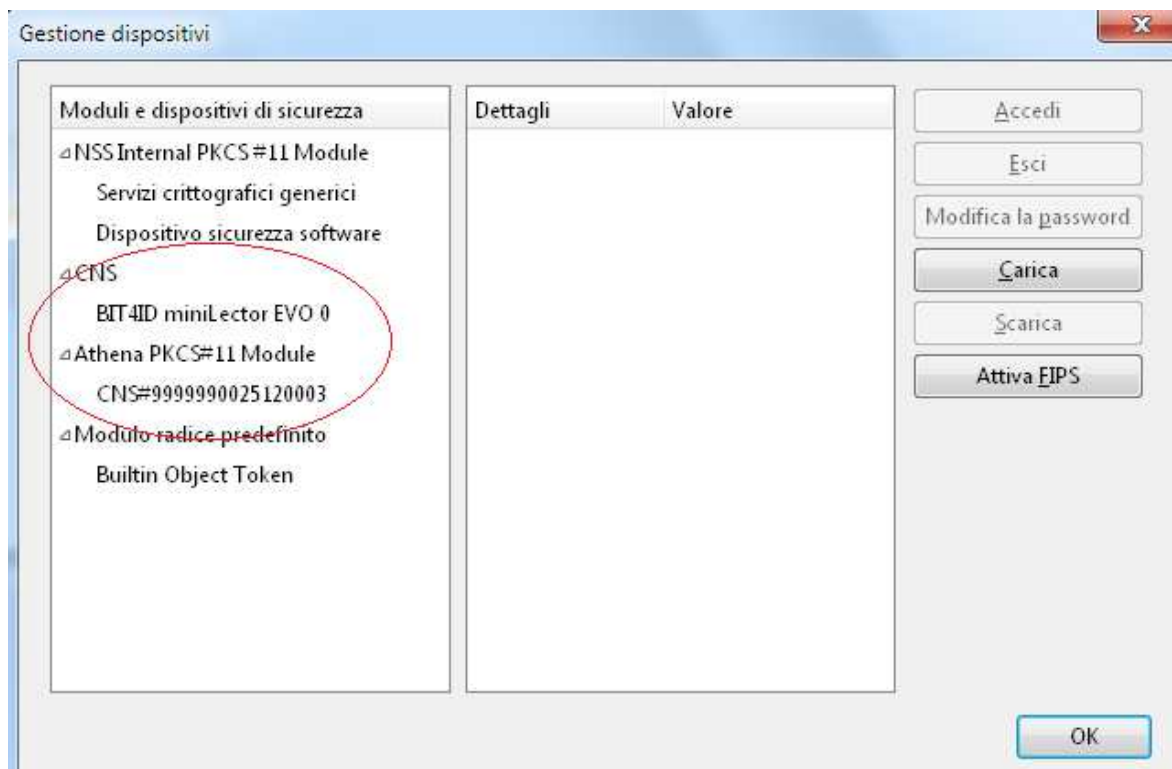 Gestione dispositivi
Moduli e dispositivi di sicurezza
NSS Internal PKCS #11 Module
Servizi crittografici generici
Dispositivo sicurezza software
CNS
BIT4ID miniLector EVO 0
Athena PKCS#11 Module
CNS#9999990025120003
Modulo radice predefinito
Builtin Object Token
Dettagli Valore
Accedi
Esci
Modifica la password
Carica
Scarica
Attiva FIPS
OK